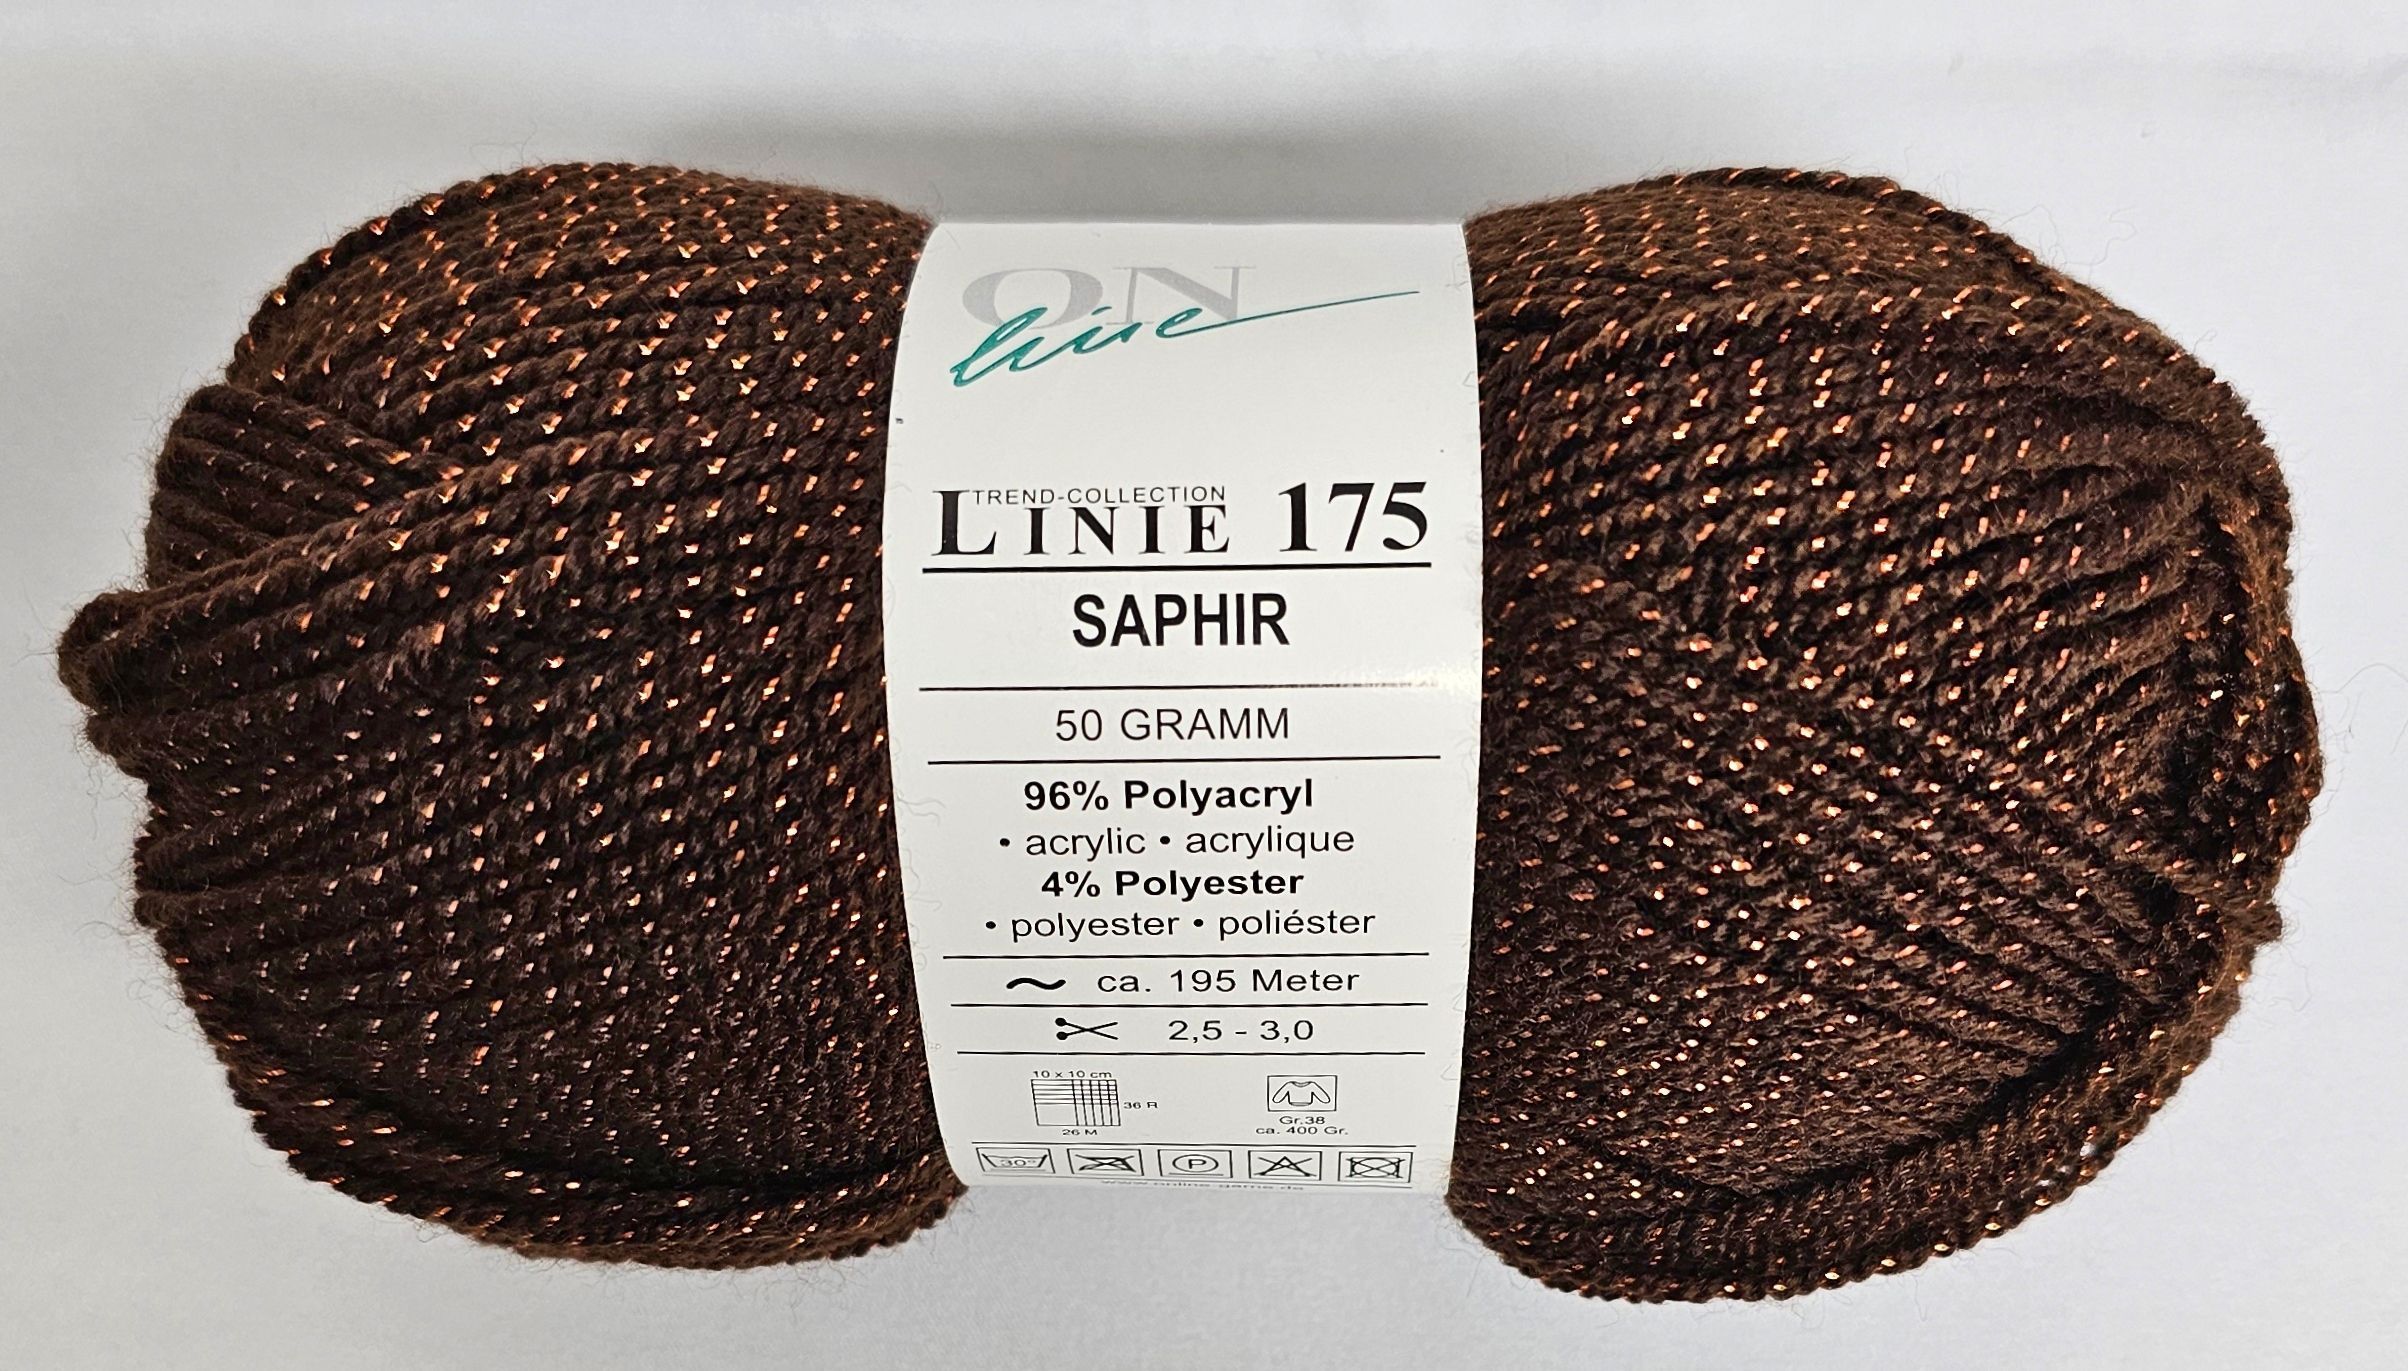 ON
line
TREND-COLLECTION
LINIE 175
SAPHIR
50 GRAMM
96% Polyacryl
• acrylic • acrylique
4% Polyester
• polyester • poliéster
ca. 195 Meter
2,5 - 3,0
10 x 10 cm
36 R
26 M
Gr.38
ca. 400 Gr.
30°
P
www.online-garne.de